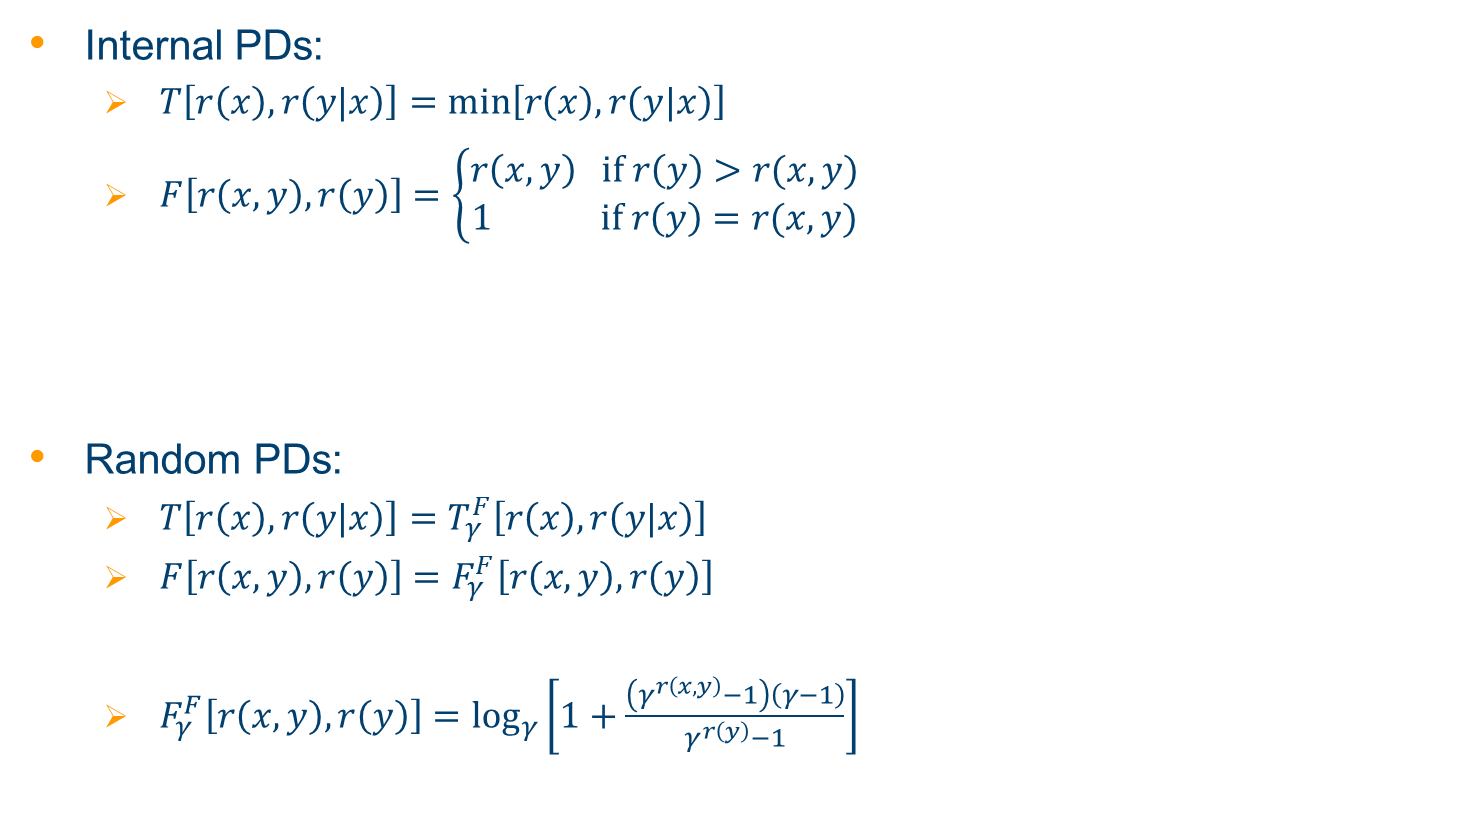 • Internal PDs:
➢ T[r(x), r(y|x)] = min[r(x), r(y|x)]
➢ F[r(x, y), r(y)] = { r(x, y) if r(y) > r(x, y)
1 if r(y) = r(x, y)
• Random PDs:
➢ T[r(x), r(y|x)] = T_γ^F[r(x), r(y|x)]
➢ F[r(x, y), r(y)] = F_γ^F[r(x, y), r(y)]
➢ F_γ^F[r(x, y), r(y)] = log_γ [1 + (γ^{r(x,y)}−1)(γ−1) / γ^{r(y)}−1]